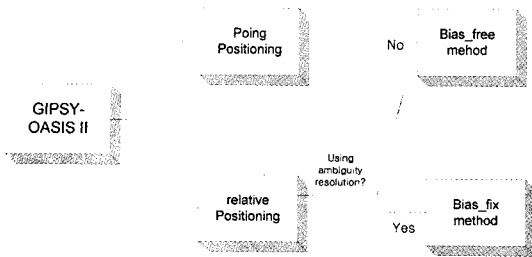 GIPSY-
OASIS II
Poing
Positioning
relative
Positioning
Using
ambiguity
resolution?
No
Bias_free
mehod
Yes
Bias_fix
method